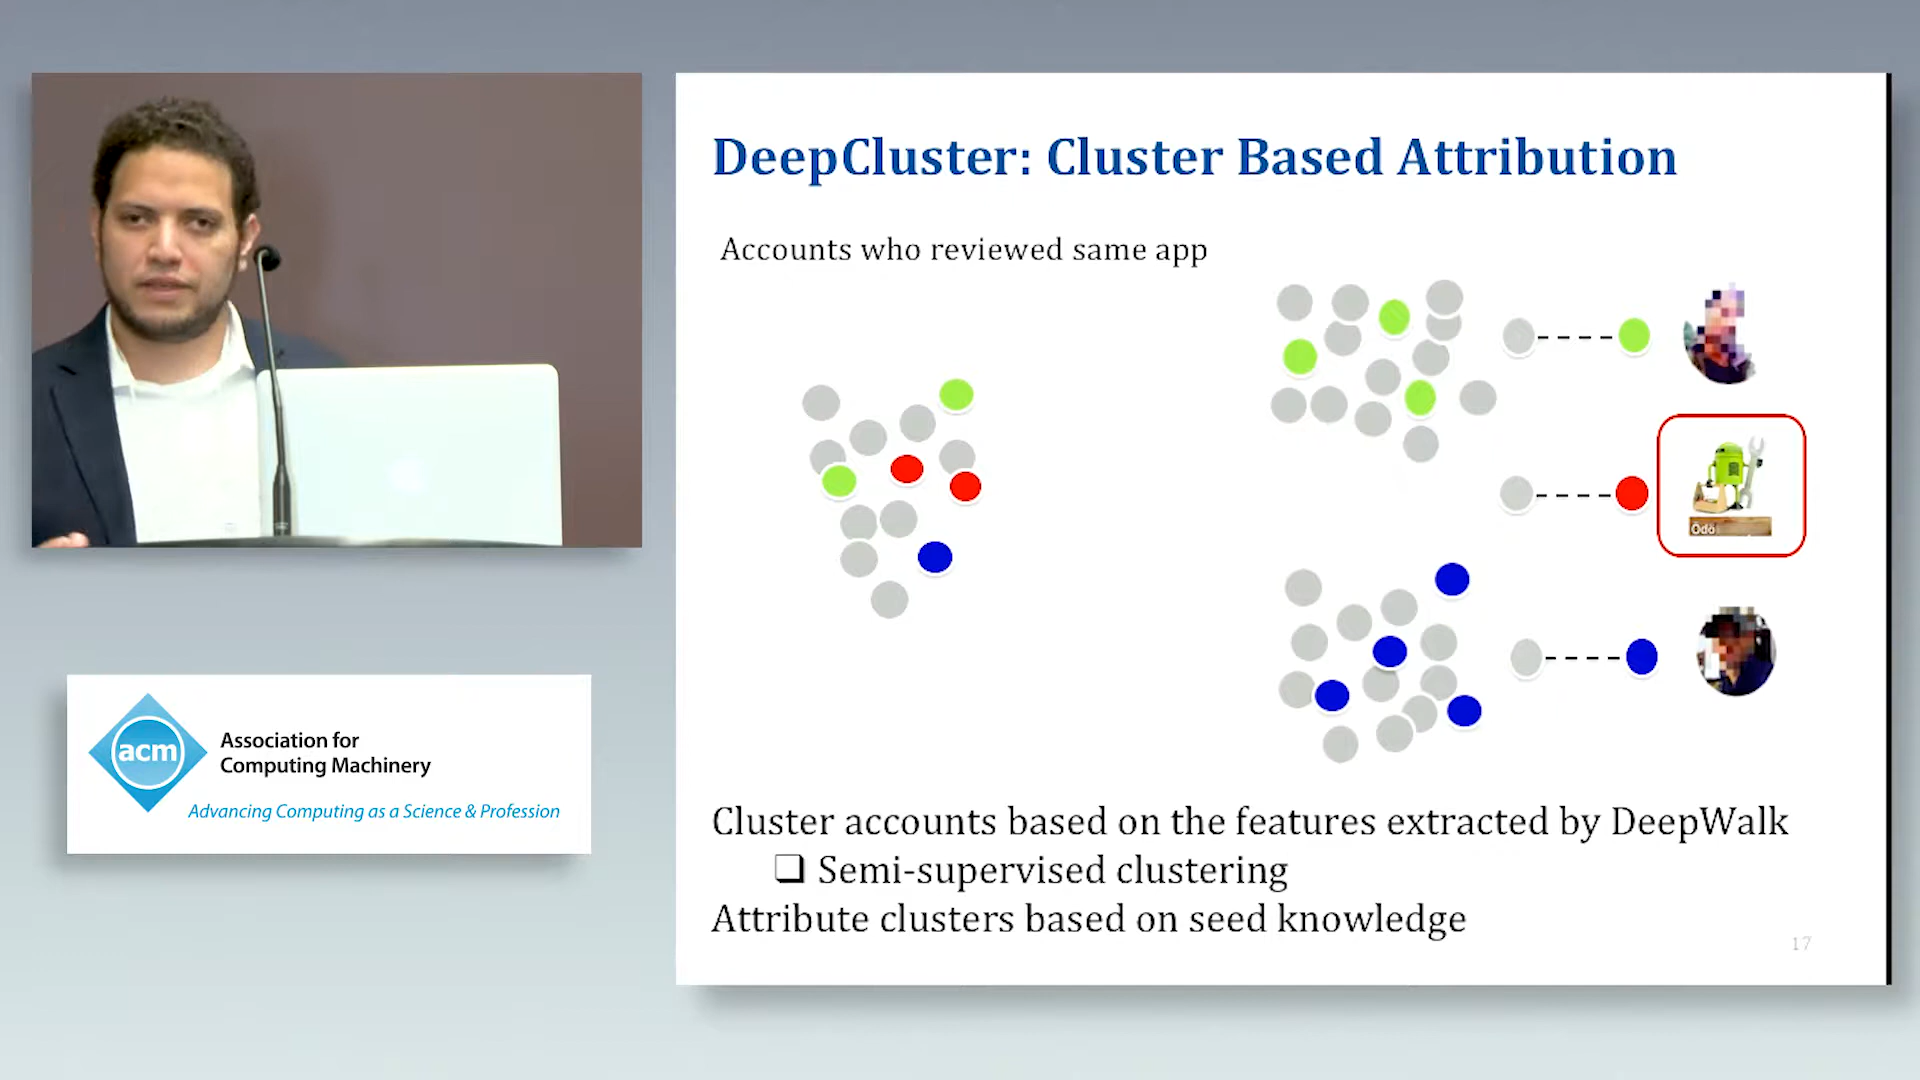 DeepCluster: Cluster Based Attribution
Accounts who reviewed same app
Odo
Cluster accounts based on the features extracted by DeepWalk
❑ Semi-supervised clustering
Attribute clusters based on seed knowledge
17
acm
Association for
Computing Machinery
Advancing Computing as a Science & Profession